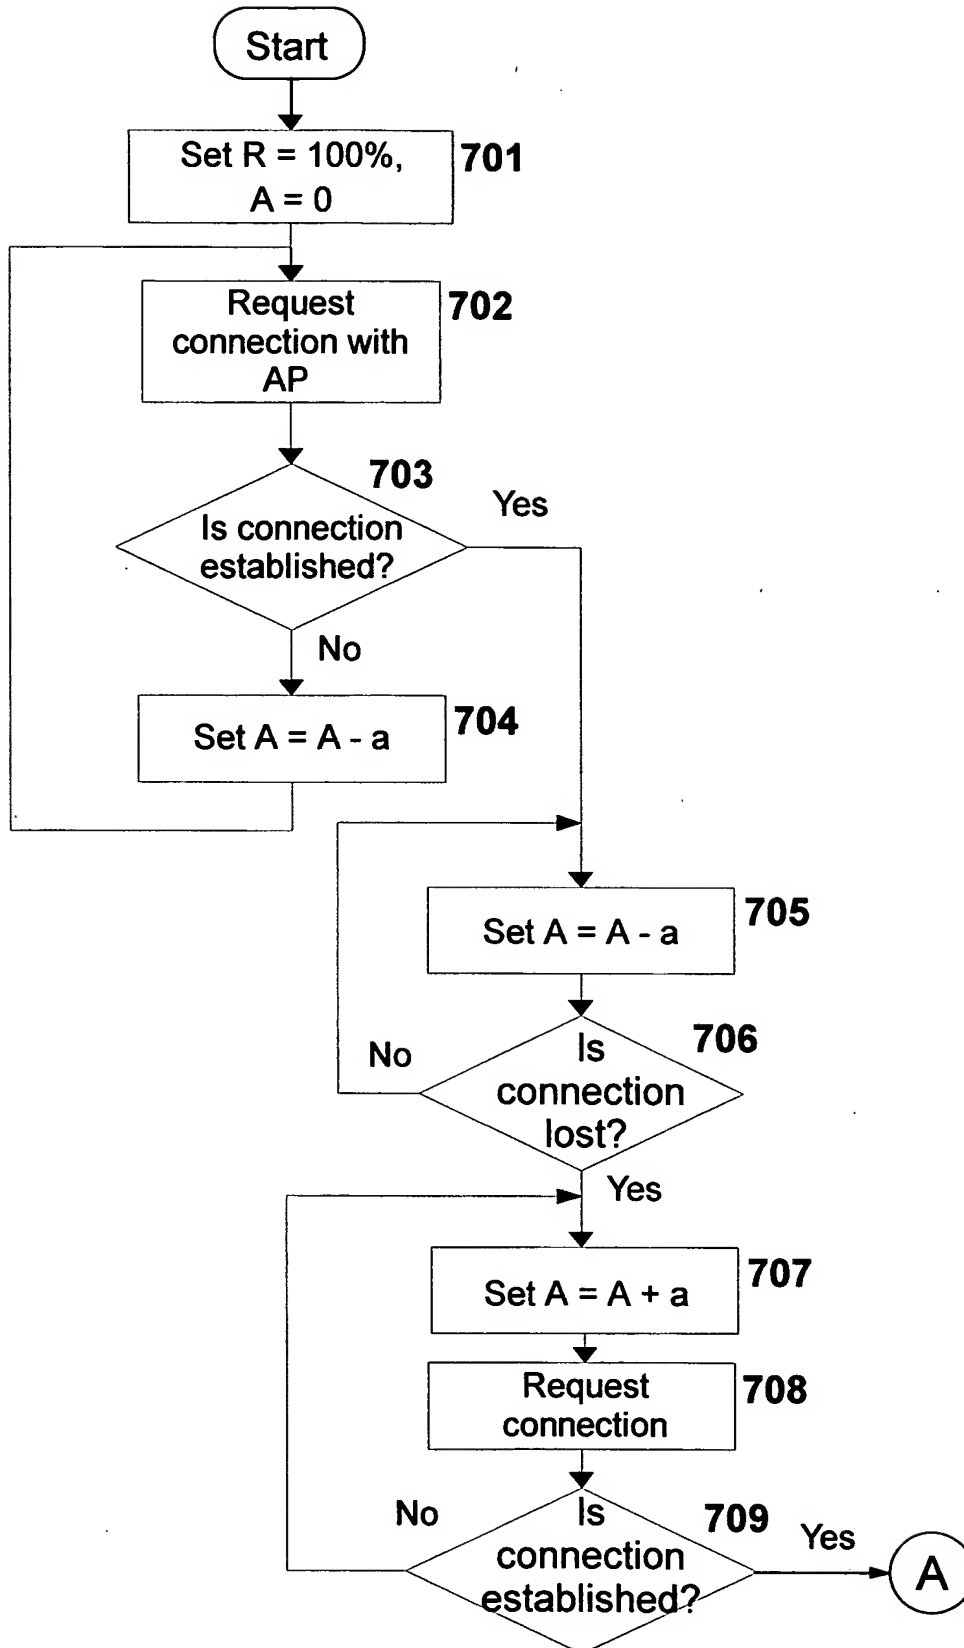 Start
Set R = 100%,
A = 0
701
Request
connection with
AP
702
703
Is connection
established?
Yes
No
Set A = A - a
704
Set A = A - a
705
706
Is
connection
lost?
No
Yes
Set A = A + a
707
Request
connection
708
709
Is
connection
established?
No
Yes
A